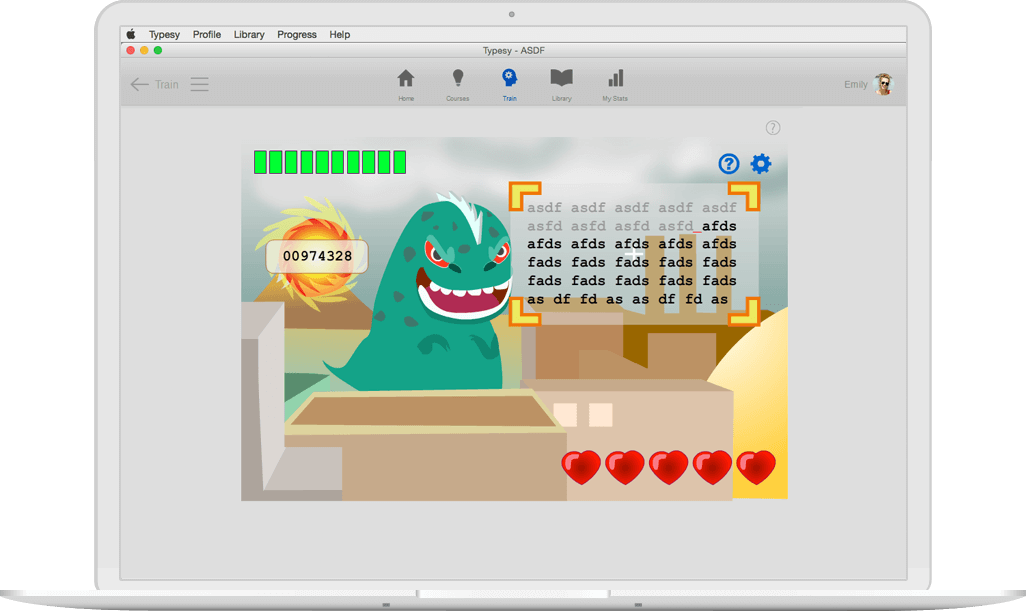 Typesy Profile Library Progress Help
Typesy - ASDF
Train
Home Courses Train Library My Stats
Emily
?
?
asdf asdf asdf asdf asdf
asfd asfd asfd asfd_afds
00974328
afds afds afds afds afds
fads fads fads fads fads
fads fads fads fads fads
as df fd as as df fd as